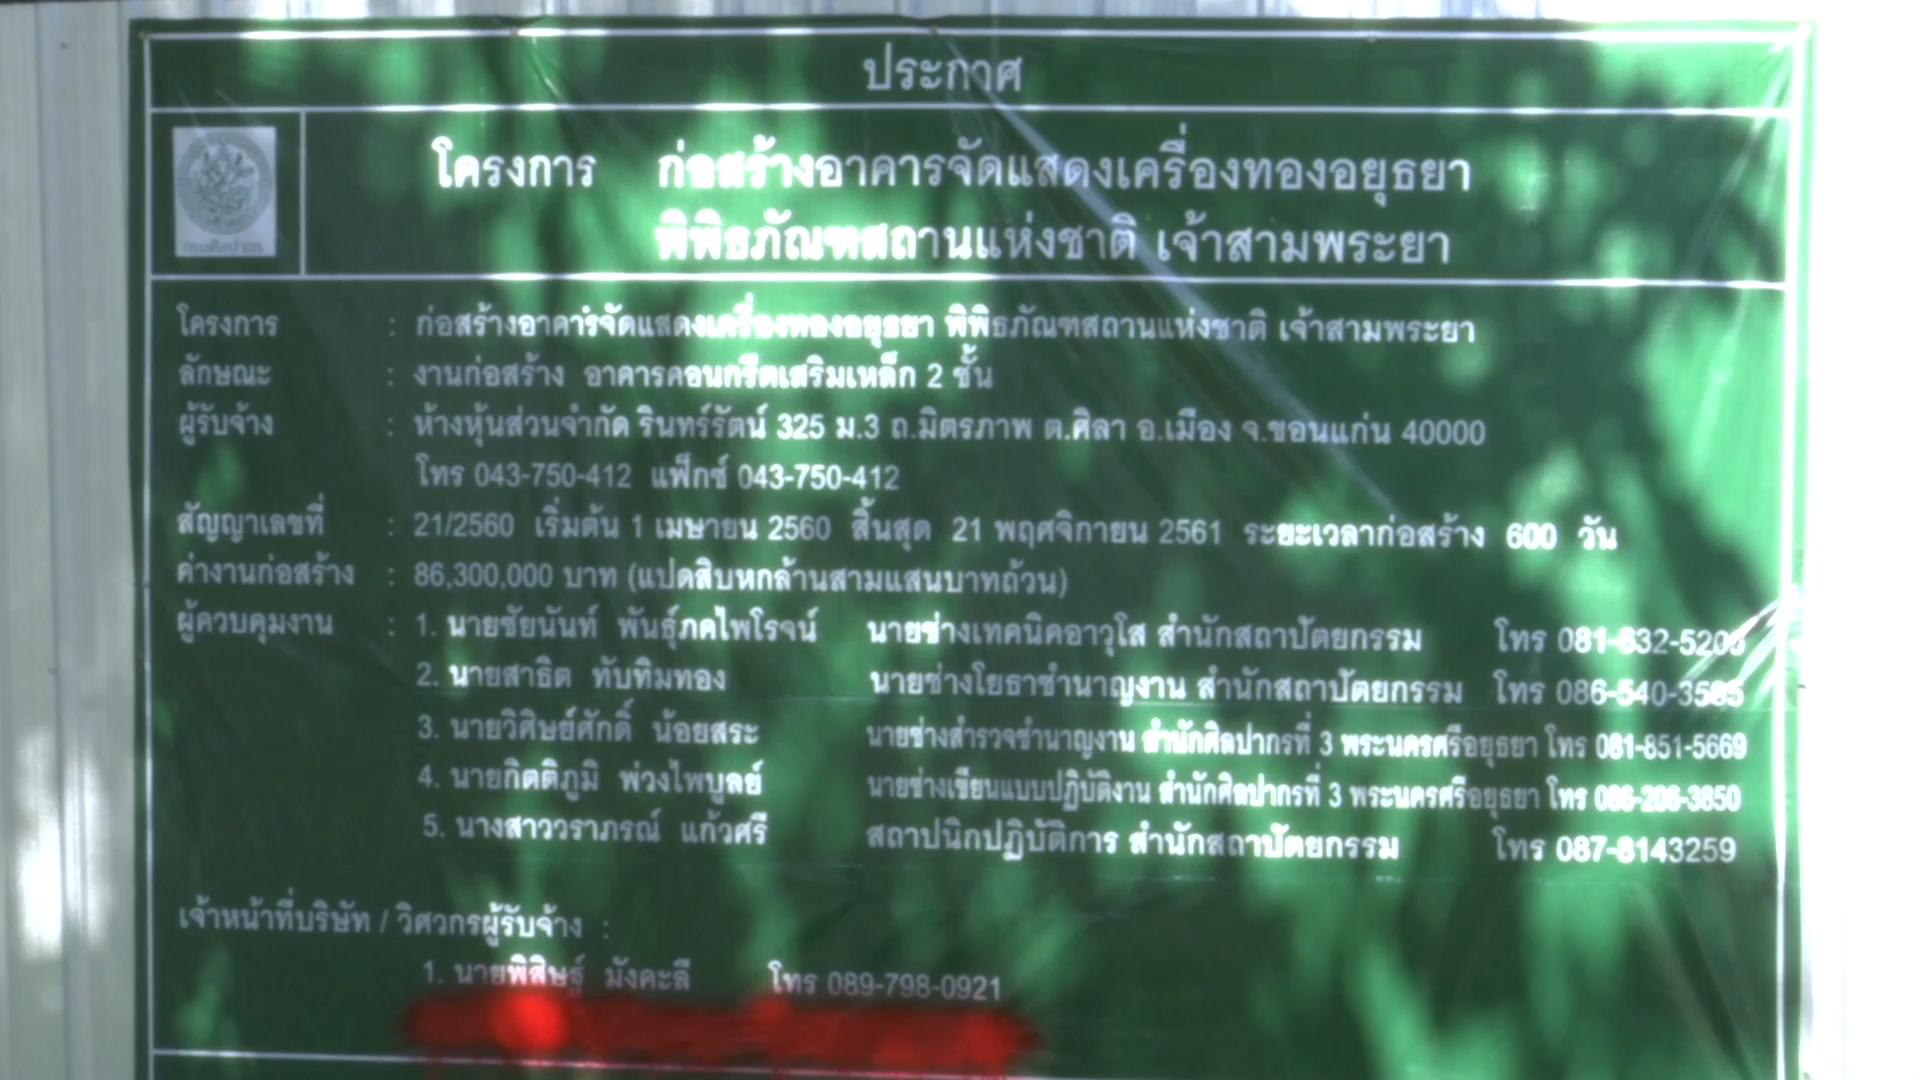 ประกาศ
กรมศิลปากร
โครงการ ก่อสร้างอาคารจัดแสดงเครื่องทองอยุธยา
พิพิธภัณฑสถานแห่งชาติ เจ้าสามพระยา
โครงการ : ก่อสร้างอาคารจัดแสดงเครื่องทองอยุธยา พิพิธภัณฑสถานแห่งชาติ เจ้าสามพระยา
ลักษณะ : งานก่อสร้าง อาคารคอนกรีตเสริมเหล็ก 2 ชั้น
ผู้รับจ้าง : ห้างหุ้นส่วนจำกัด รินทร์รัตน์ 325 ม.3 ถ.มิตรภาพ ต.ศิลา อ.เมือง จ.ขอนแก่น 40000
โทร 043-750-412 แฟ็กซ์ 043-750-412
สัญญาเลขที่ : 21/2560 เริ่มต้น 1 เมษายน 2560 สิ้นสุด 21 พฤศจิกายน 2561 ระยะเวลาก่อสร้าง 600 วัน
ค่างานก่อสร้าง : 86,300,000 บาท (แปดสิบหกล้านสามแสนบาทถ้วน)
ผู้ควบคุมงาน : 1. นายชัยนันท์ พันธุ์ภคไพโรจน์ นายช่างเทคนิคอาวุโส สำนักสถาปัตยกรรม โทร
2. นายสาธิต ทับทิมทอง นายช่างโยธาชำนาญงาน สำนักสถาปัตยกรรม โทร 086-540-3585
3. นายวิศิษย์ศักดิ์ น้อยสระ นายช่างสำรวจชำนาญงาน สำนักศิลปากรที่ 3 พระนครศรีอยุธยา โทร 081-851-5669
4. นายกิตติภูมิ พ่วงไพบูลย์ นายช่างเขียนแบบปฏิบัติงาน สำนักศิลปากรที่ 3 พระนครศรีอยุธยา โทร 086-206-3850
5. นางสาววราภรณ์ แก้วศรี สถาปนิกปฏิบัติการ สำนักสถาปัตยกรรม โทร 087-8143259
เจ้าหน้าที่บริษัท / วิศวกรผู้รับจ้าง :
1. นายพิสิษฐ์ มังคะลี โทร 089-798-0921